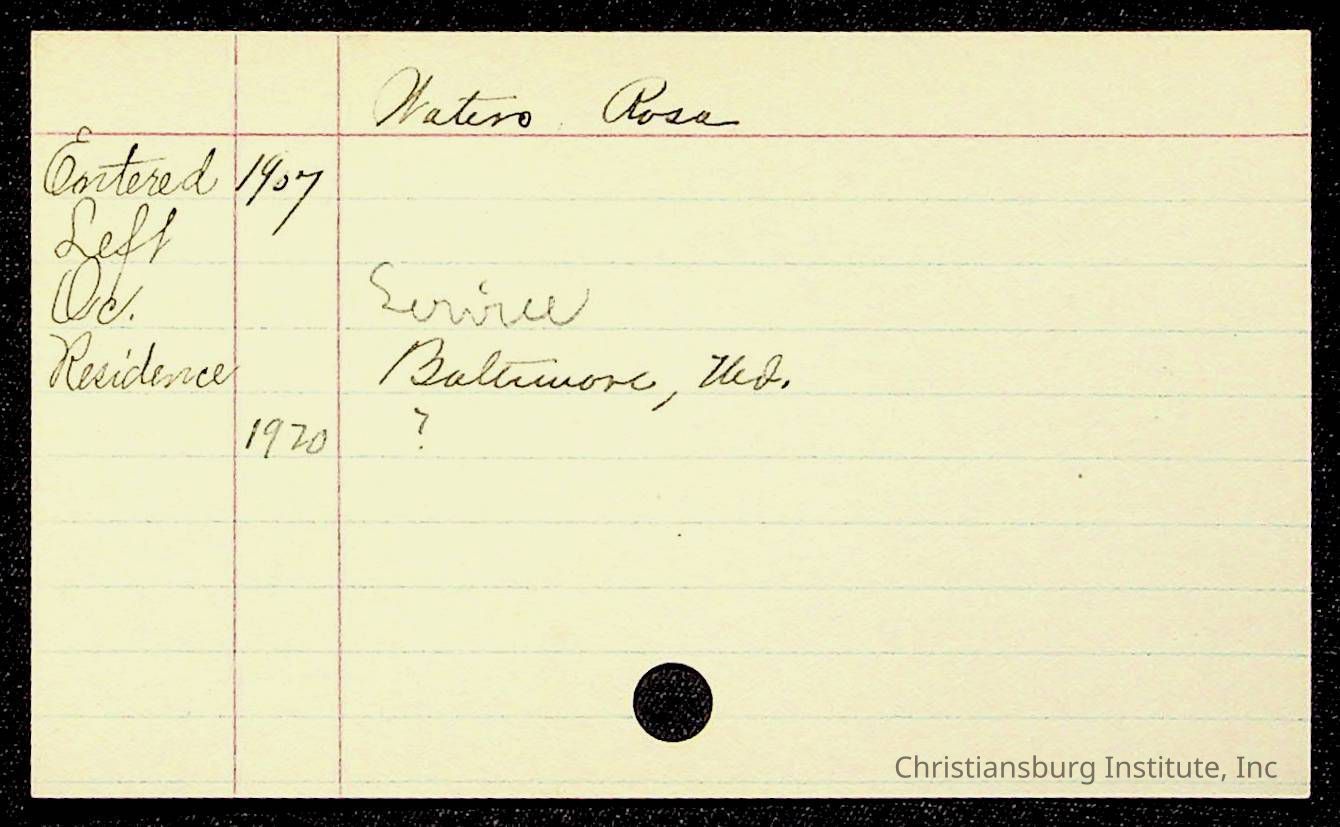 Waters Rosa
Entered 1907
Left
Oc. Service
Residence Baltimore, Md.
1920 ?
Christiansburg Institute, Inc